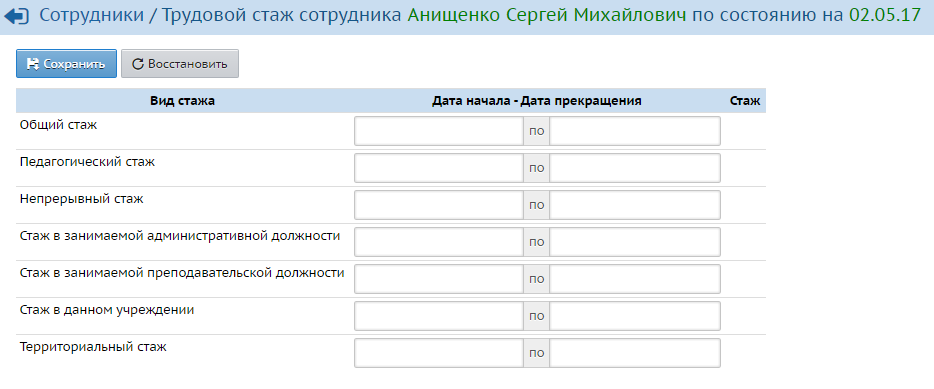 Сотрудники / Трудовой стаж сотрудника Анищенко Сергей Михайлович по состоянию на 02.05.17
Сохранить Восстановить
Вид стажа Дата начала - Дата прекращения Стаж
Общий стаж по
Педагогический стаж по
Непрерывный стаж по
Стаж в занимаемой административной должности по
Стаж в занимаемой преподавательской должности по
Стаж в данном учреждении по
Территориальный стаж по